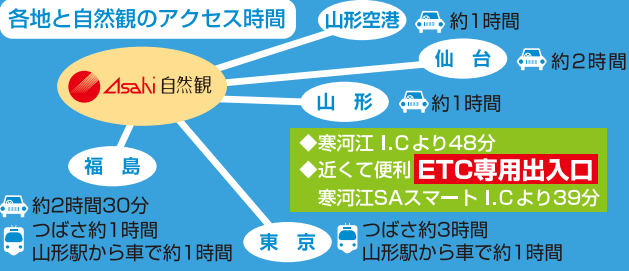 各地と自然観のアクセス時間
山形空港 約1時間
仙台 約2時間
Asahi 自然観
山形 約1時間
◆寒河江 I.Cより48分
◆近くて便利 ETC専用出入口
寒河江SAスマート I.Cより39分
福島
約2時間30分
つばさ約1時間
山形駅から車で約1時間
東京
つばさ約3時間
山形駅から車で約1時間